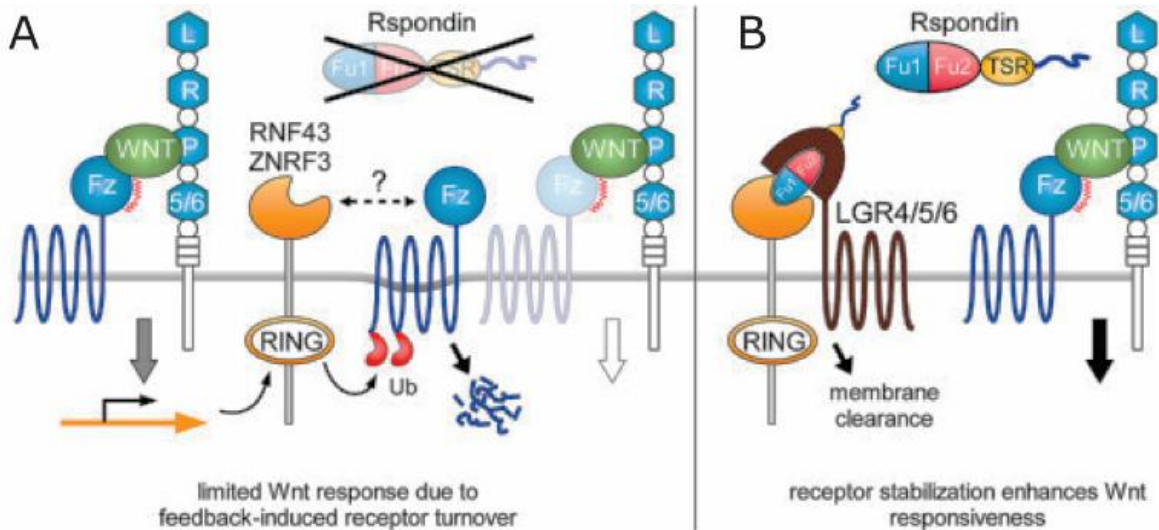 A
Rspondin
Fu1
TSR
L
R
P
5/6
WNT
Fz
RNF43
ZNRF3
?
Fz
Fz
WNT
L
R
P
5/6
RING
Ub
limited Wnt response due to
feedback-induced receptor turnover
B
Rspondin
Fu1 Fu2 TSR
L
R
P
5/6
WNT
Fz
Fu1
LGR4/5/6
RING
membrane
clearance
receptor stabilization enhances Wnt
responsiveness